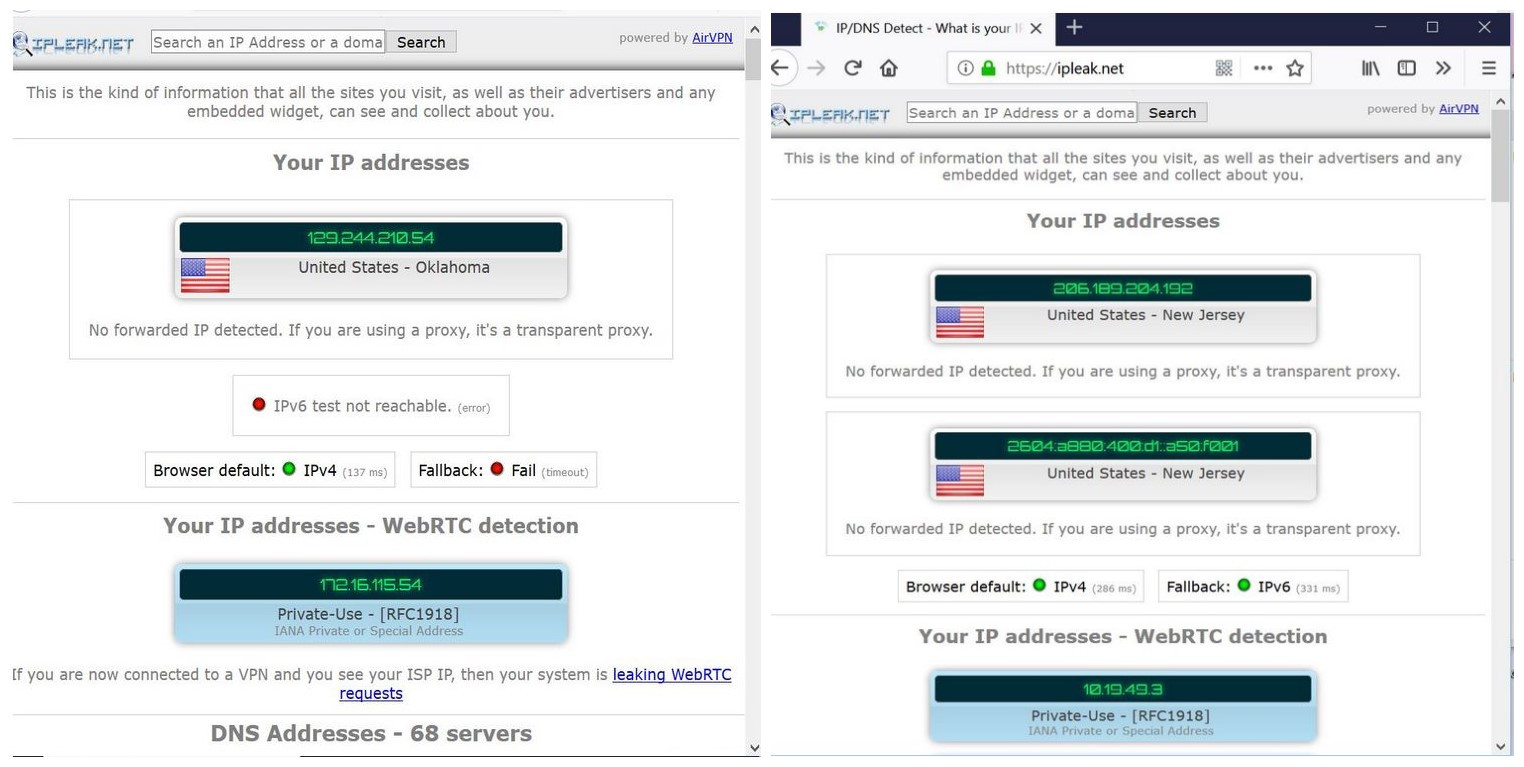 IPLEAK.NET
Search an IP Address or a doma
Search
powered by AirVPN
This is the kind of information that all the sites you visit, as well as their advertisers and any
embedded widget, can see and collect about you.
Your IP addresses
129.244.210.54
United States - Oklahoma
No forwarded IP detected. If you are using a proxy, it's a transparent proxy.
IPv6 test not reachable. (error)
Browser default: IPv4 (137 ms)
Fallback: Fail (timeout)
Your IP addresses - WebRTC detection
172.16.115.54
Private-Use - [RFC1918]
IANA Private or Special Address
If you are now connected to a VPN and you see your ISP IP, then your system is leaking WebRTC
requests
DNS Addresses - 68 servers
IP/DNS Detect - What is your IP
https://ipleak.net
IPLEAK.NET
Search an IP Address or a doma
Search
powered by AirVPN
This is the kind of information that all the sites you visit, as well as their advertisers and any
embedded widget, can see and collect about you.
Your IP addresses
206.189.204.192
United States - New Jersey
No forwarded IP detected. If you are using a proxy, it's a transparent proxy.
2604:a880:400:d1::a50:f001
United States - New Jersey
No forwarded IP detected. If you are using a proxy, it's a transparent proxy.
Browser default: IPv4 (286 ms)
Fallback: IPv6 (331 ms)
Your IP addresses - WebRTC detection
10.19.49.3
Private-Use - [RFC1918]
IANA Private or Special Address